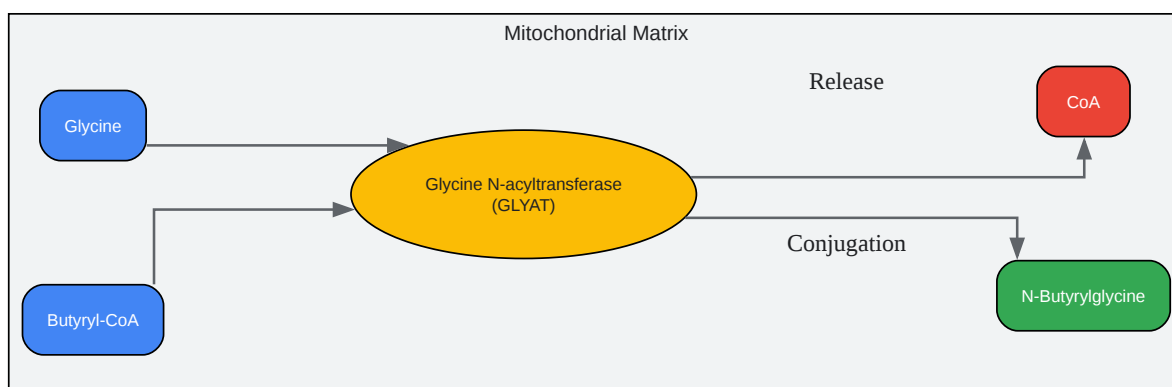 Mitochondrial Matrix
Release
CoA
Glycine
Glycine N-acyltransferase
(GLYAT)
Conjugation
N-Butyrylglycine
Butyryl-CoA